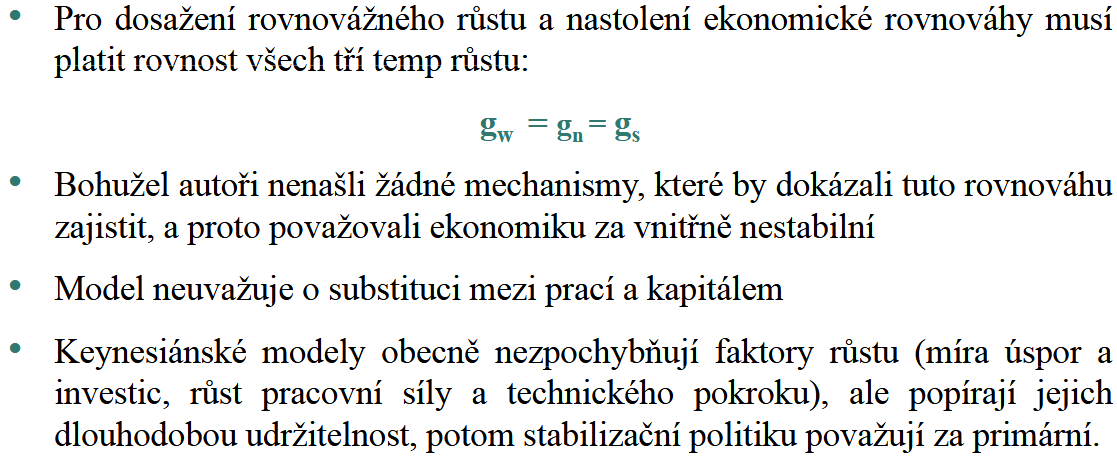 • Pro dosažení rovnovážného růstu a nastolení ekonomické rovnováhy musí
platit rovnost všech tří temp růstu:
gw = gn = gs
• Bohužel autoři nenašli žádné mechanismy, které by dokázali tuto rovnováhu
zajistit, a proto považovali ekonomiku za vnitřně nestabilní
• Model neuvažuje o substituci mezi prací a kapitálem
• Keynesiánské modely obecně nezpochybňují faktory růstu (míra úspor a
investic, růst pracovní síly a technického pokroku), ale popírají jejich
dlouhodobou udržitelnost, potom stabilizační politiku považují za primární.